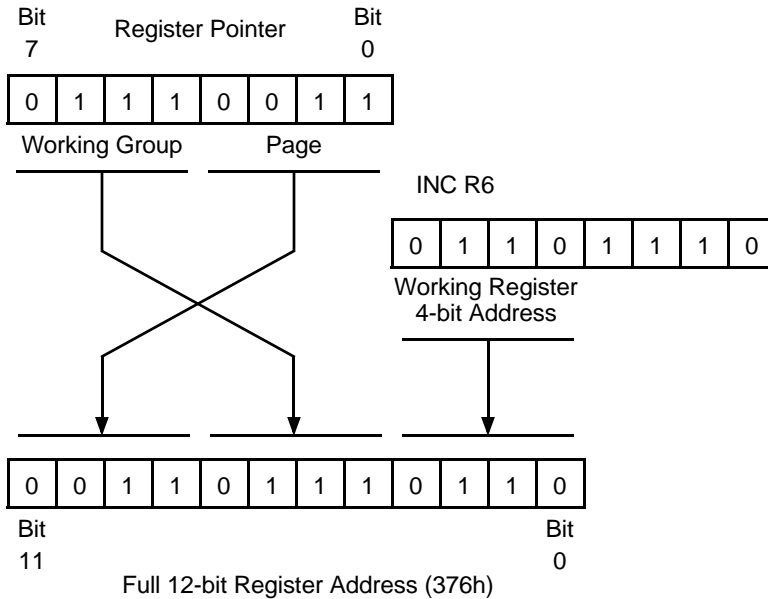 Bit Register Pointer Bit
7 0
0 1 1 1 0 0 1 1
Working Group Page
INC R6
0 1 1 0 1 1 1 0
Working Register
4-bit Address
0 0 1 1 0 1 1 1 0 1 1 0
Bit Bit
11 0
Full 12-bit Register Address (376h)